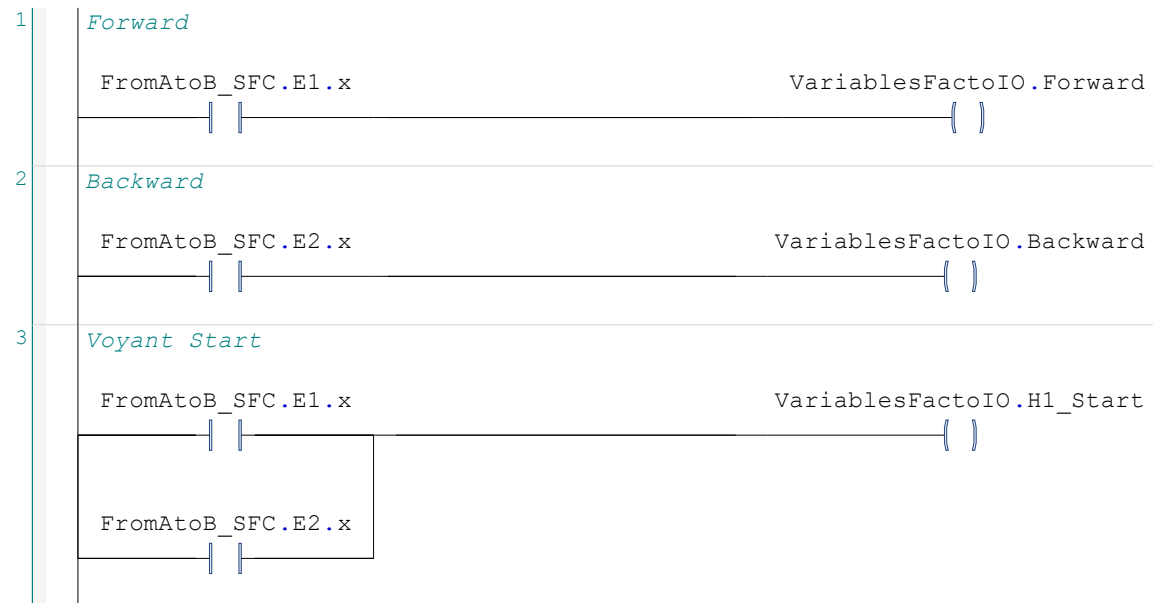 1 Forward
FromAtoB_SFC.E1.x VariablesFactoIO.Forward
2 Backward
FromAtoB_SFC.E2.x VariablesFactoIO.Backward
3 Voyant Start
FromAtoB_SFC.E1.x VariablesFactoIO.H1_Start
FromAtoB_SFC.E2.x